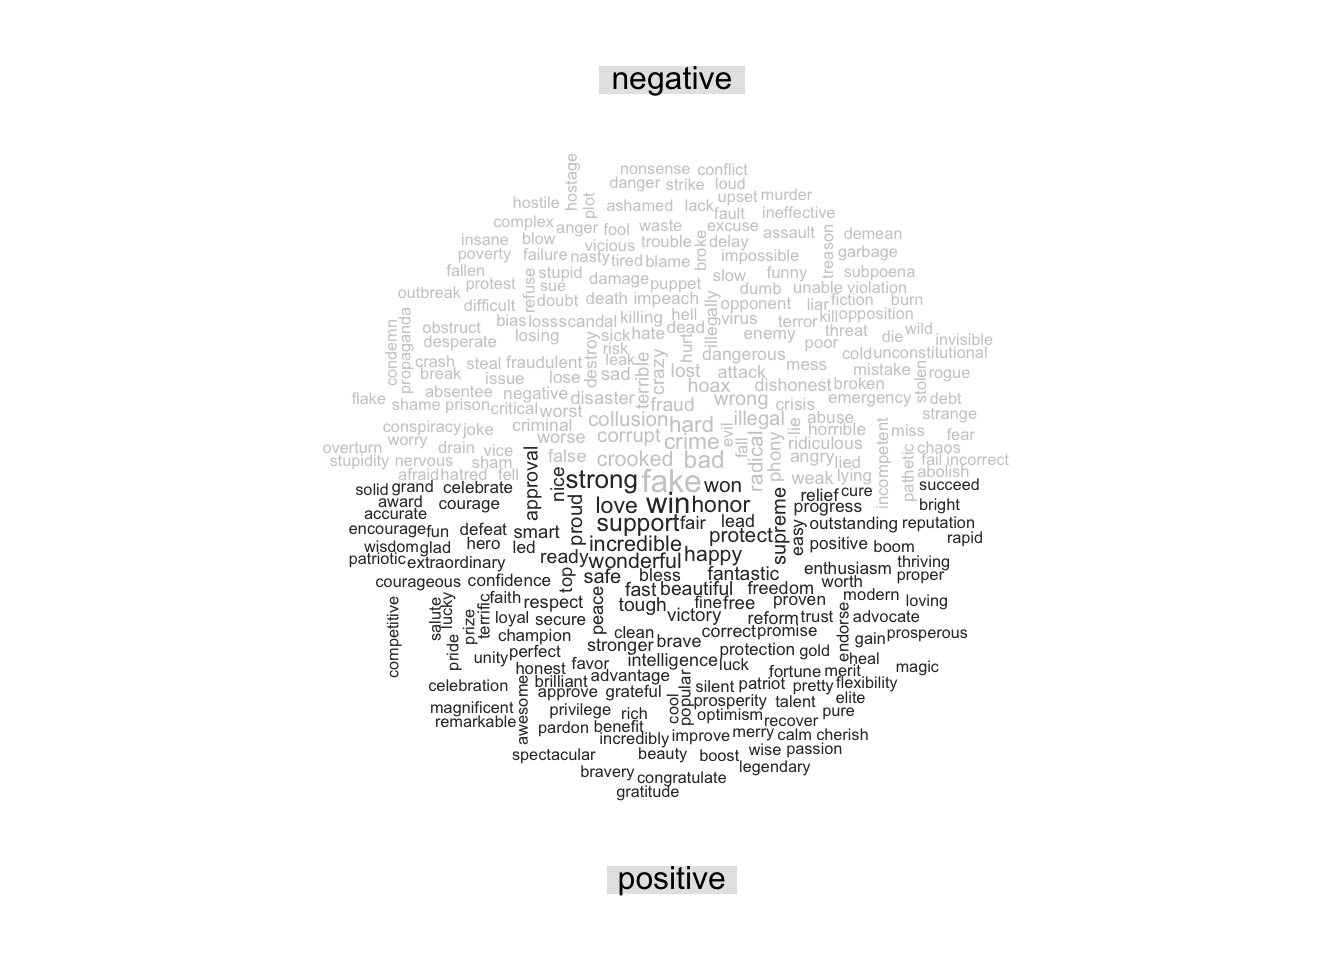 negative
hostage
nonsense conflict
danger strike loud
hostile plot ashamed lack upset murder
fault ineffective
complex anger fool waste broke excuse assault treason demean
insane blow vicious trouble delay
poverty failure nasty tired blame impossible garbage
fallen refuse stupid damage puppet slow funny subpoena
protest sue dumb unable violation
outbreak difficult doubt death impeach illegally opponent liar fiction burn
condemn propaganda bias loss scandal killing hell virus terror kill opposition
obstruct losing sick hate dead enemy threat die wild
desperate destroy risk hurt poor invisible
crash steal fraudulent leak terrible crazy dangerous mess cold unconstitutional
break issue lose sad lost attack mistake stolen rogue
absentee negative disaster hoax dishonest broken
flake shame prison critical worst fraud wrong crisis emergency debt
criminal collusion hard illegal abuse strange
conspiracy joke worse corrupt crime evil fall radical phony lie horrible incompetent miss fear
worry drain vice ridiculous pathetic chaos
overturn false crooked bad angry lied fail incorrect
stupidity nervous sham weak lying abolish
afraid hatred fell approval nice strong fake won supreme succeed
solid grand celebrate relief cure
award courage proud love win honor progress bright
accurate support fair lead easy outstanding reputation
encourage fun defeat smart protect rapid
wisdom glad hero led incredible positive boom
patriotic extraordinary ready wonderful happy thriving
courageous confidence top safe bless fantastic enthusiasm proper
fast beautiful freedom worth
competitive salute lucky prize terrific faith respect peace tough fine free proven endorse modern loving
loyal secure victory reform trust advocate
pride champion clean correct promise gain prosperous
unity perfect stronger brave protection gold heal
honest favor intelligence luck fortune merit magic
celebration awesome brilliant advantage cool popular silent patriot pretty flexibility
approve grateful prosperity talent elite
magnificent privilege rich optimism recover pure
remarkable pardon benefit improve merry calm cherish
incredibly
spectacular beauty boost wise passion
bravery congratulate legendary
gratitude
positive